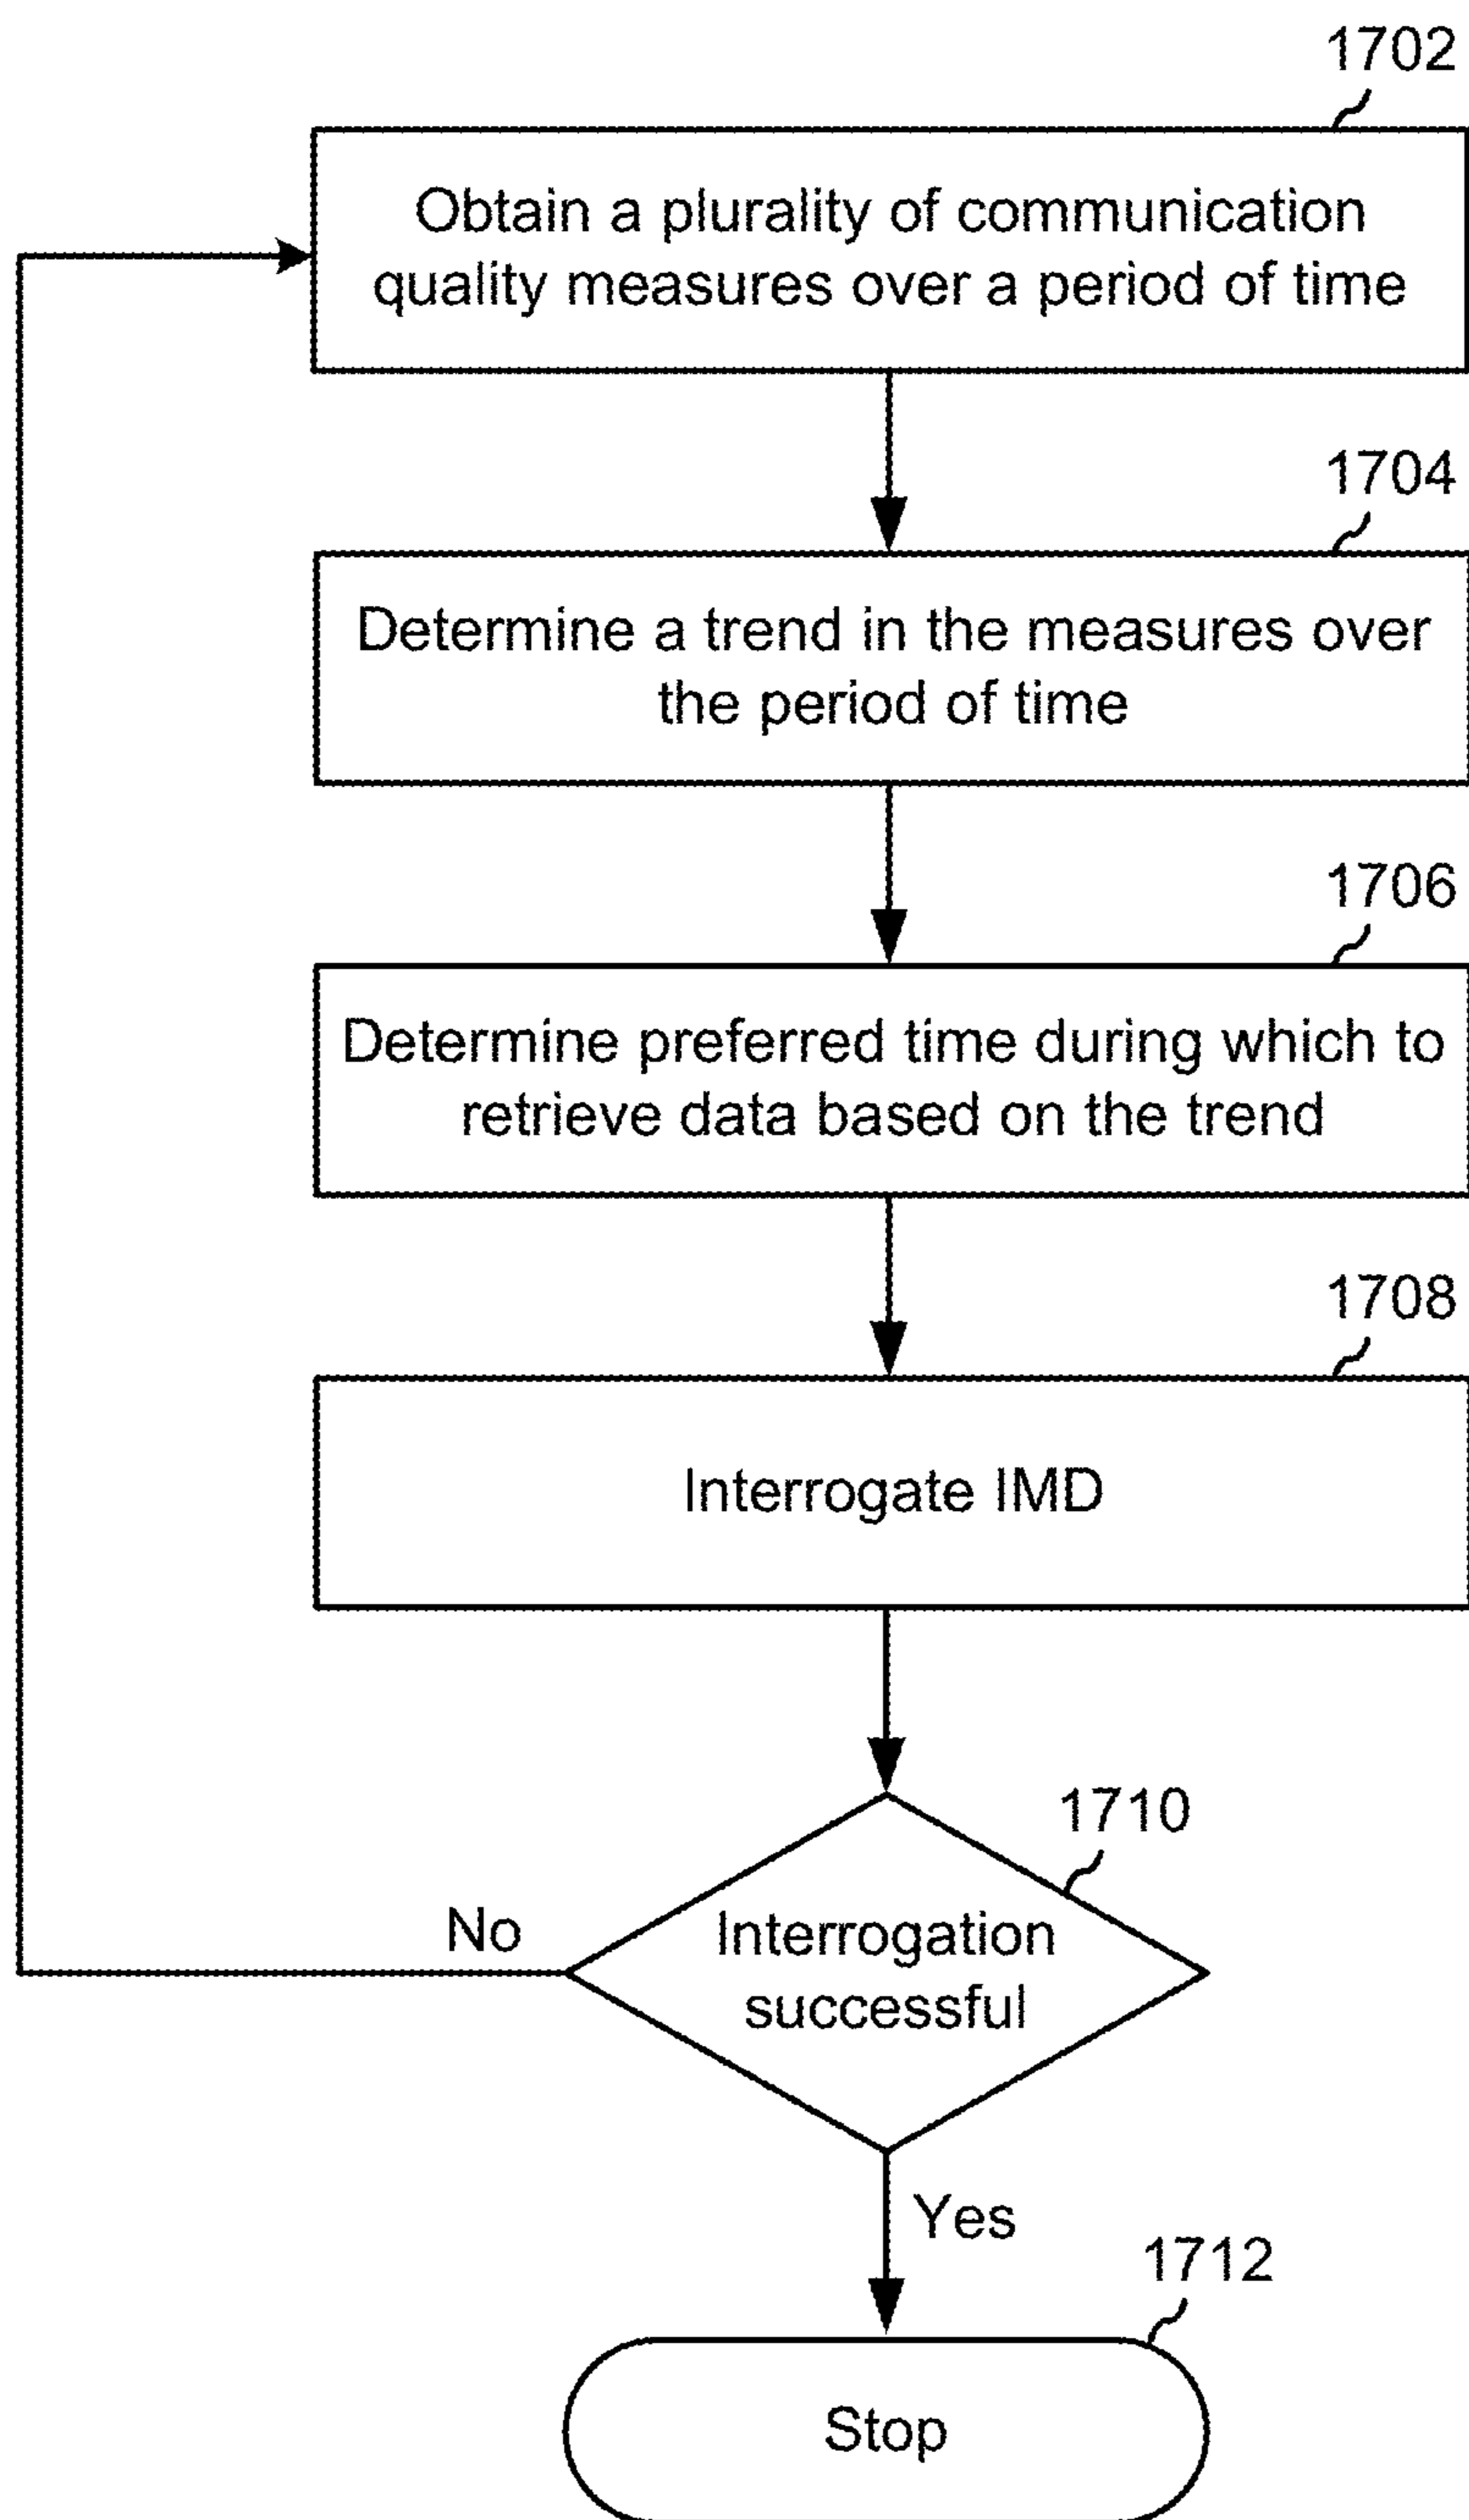 1702
Obtain a plurality of communication
quality measures over a period of time
1704
Determine a trend in the measures over
the period of time
1706
Determine preferred time during which to
retrieve data based on the trend
1708
Interrogate IMD
1710
No
Interrogation
successful
Yes
1712
Stop